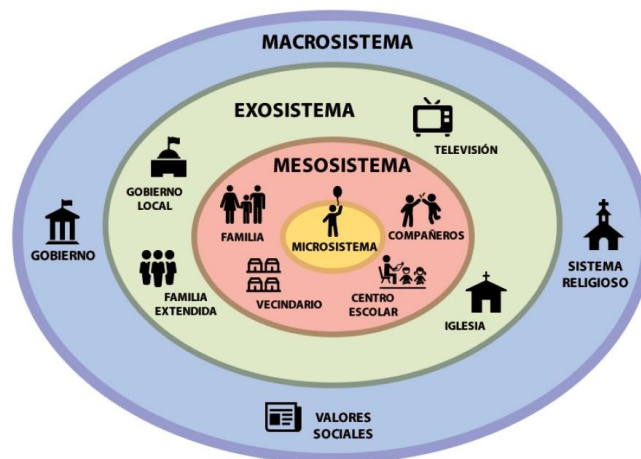 MACROSISTEMA
EXOSISTEMA
TELEVISIÓN
MESOSISTEMA
GOBIERNO
LOCAL
FAMILIA
COMPAÑEROS
MICROSISTEMA
GOBIERNO
SISTEMA
RELIGIOSO
FAMILIA
EXTENDIDA
VECINDARIO
CENTRO
ESCOLAR
IGLESIA
VALORES
SOCIALES